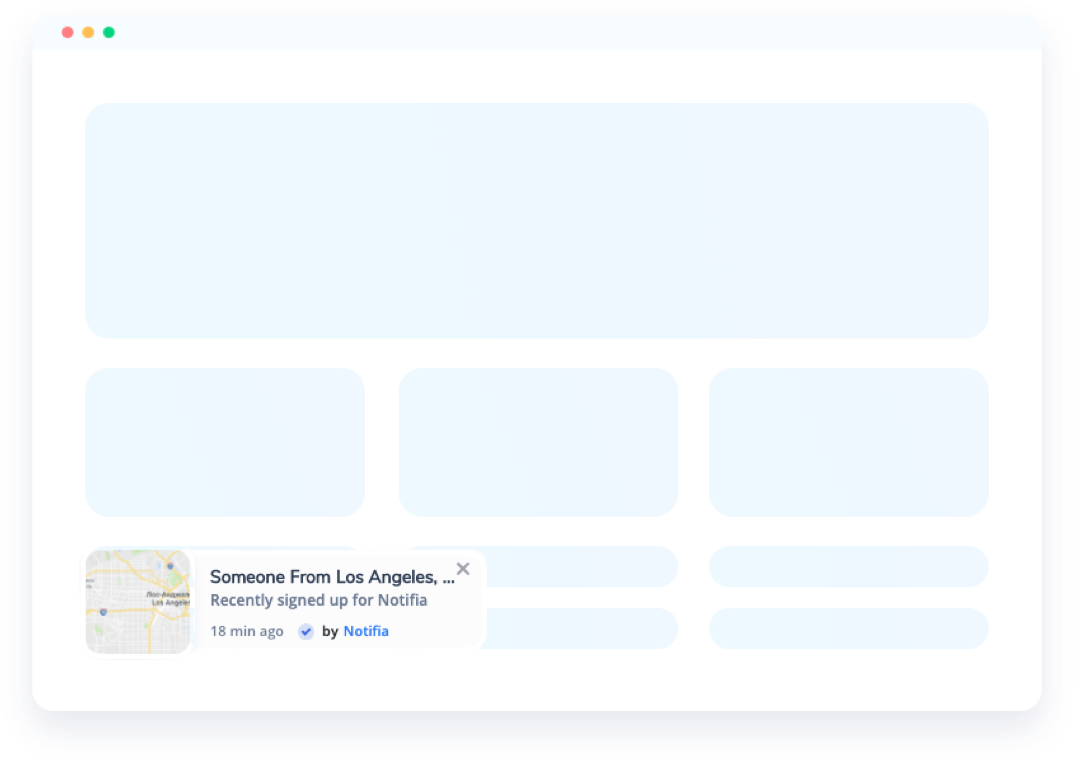 Someone From Los Angeles, ...
Recently signed up for Notifia
18 min ago by Notifia
Лос-Анджелес
Los Angeles